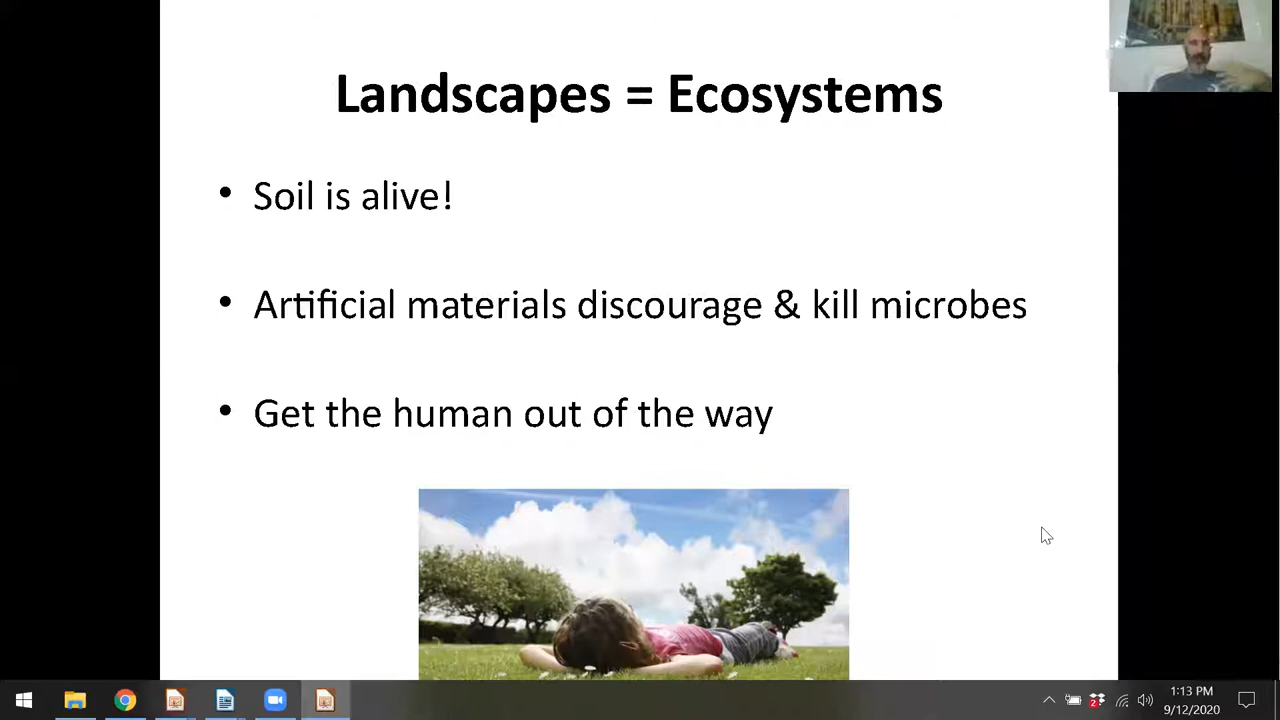 Landscapes = Ecosystems
• Soil is alive!
• Artificial materials discourage & kill microbes
• Get the human out of the way
2
1:13 PM
9/12/2020